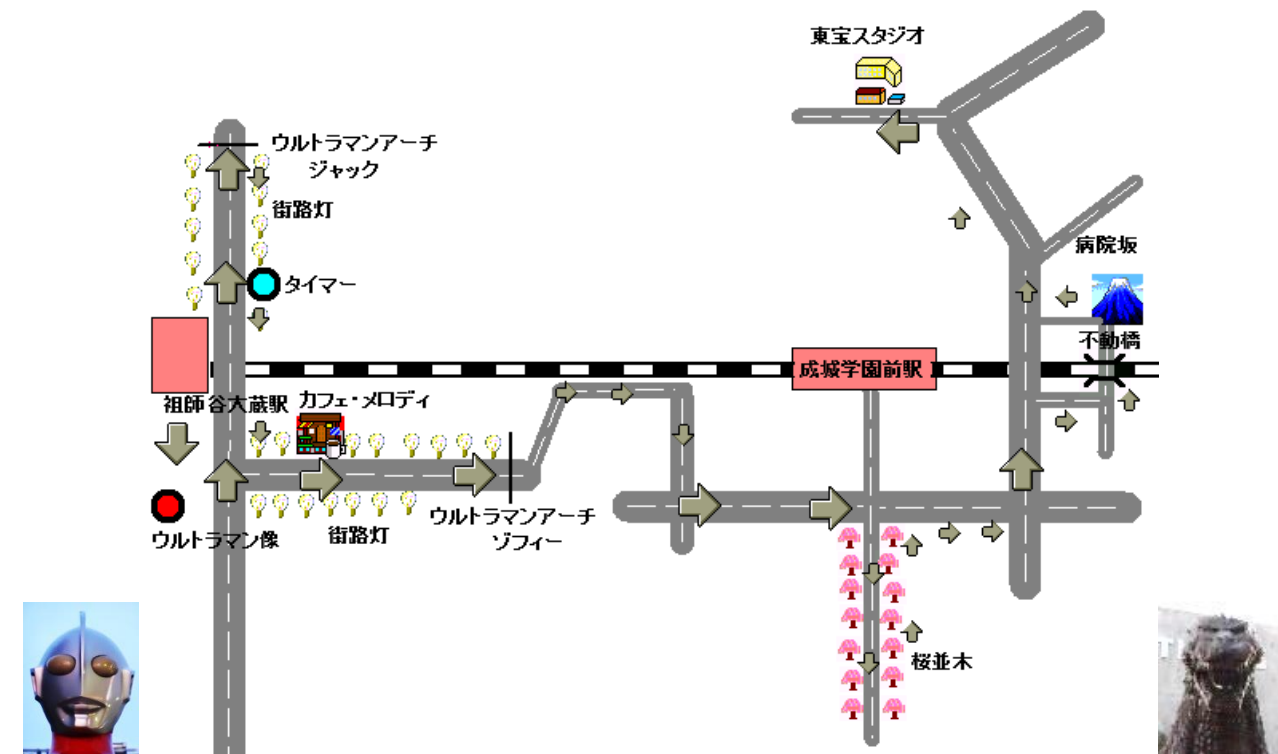 東宝スタジオ
ウルトラマンアーチ
ジャック
街路灯
病院坂
タイマー
不動橋
成城学園前駅
祖師谷大蔵駅
カフェ・メロディ
ウルトラマンアーチ
ゾフィー
街路灯
ウルトラマン像
桜並木